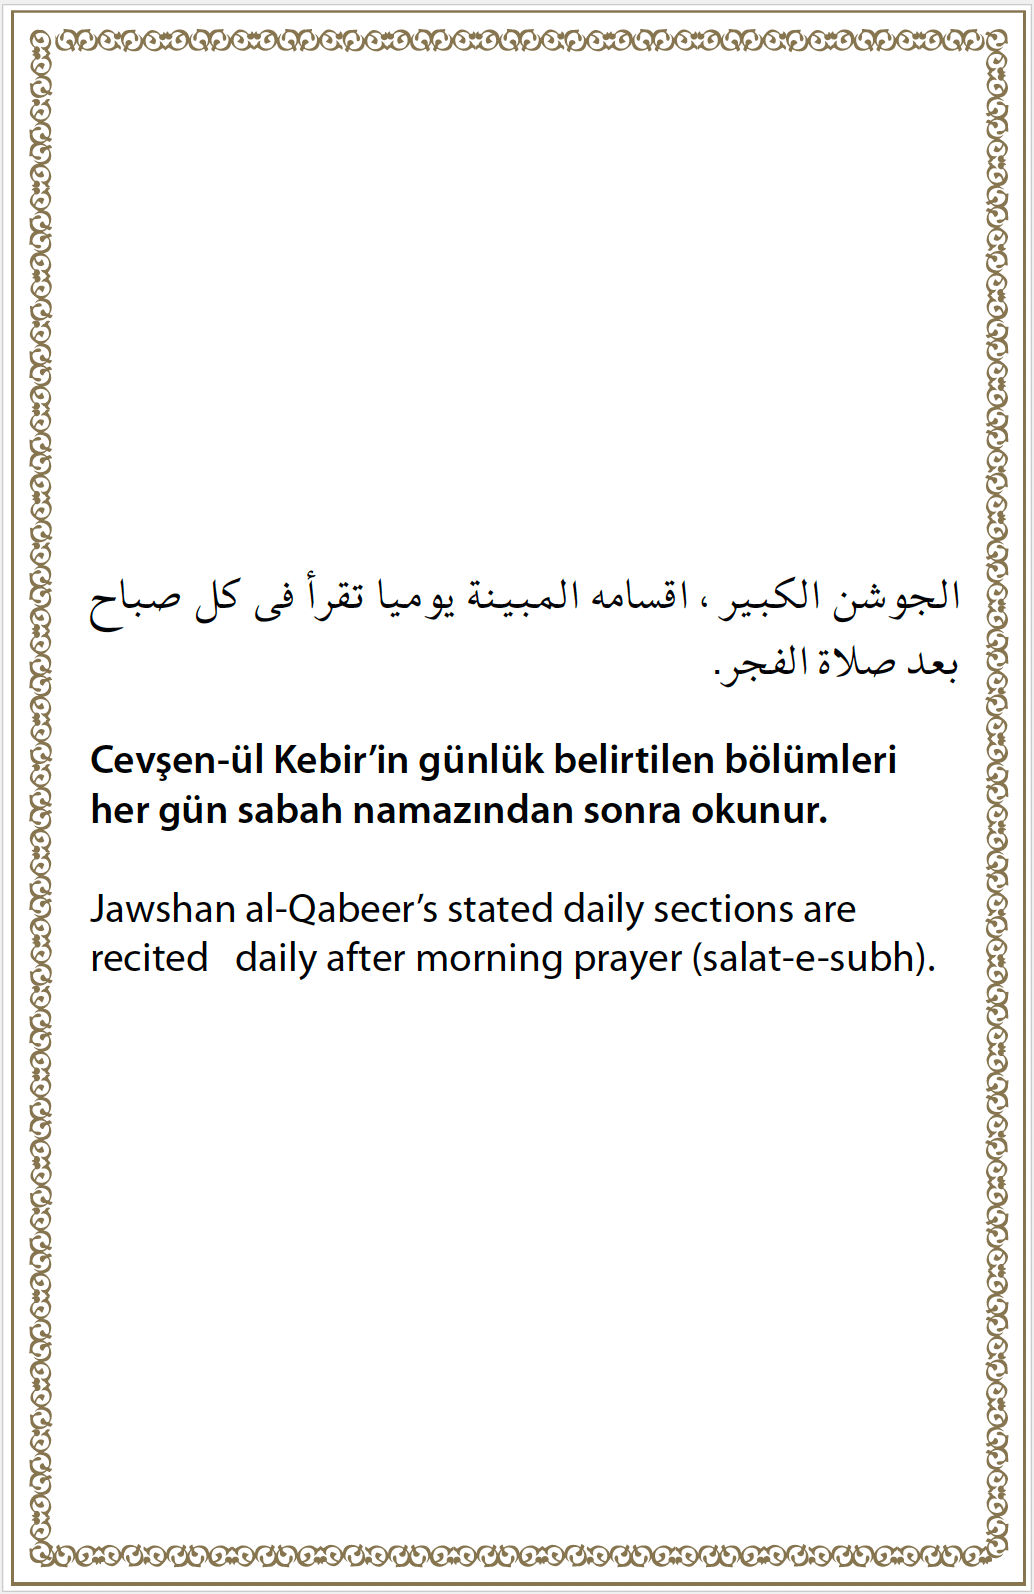 الجوشن الكبير ، اقسامه المبينة يوميا تقرأ فى كل صباح
بعد صلاة الفجر.
Cevşen-ül Kebir’in günlük belirtilen bölümleri
her gün sabah namazından sonra okunur.
Jawshan al-Qabeer’s stated daily sections are
recited   daily after morning prayer (salat-e-subh).